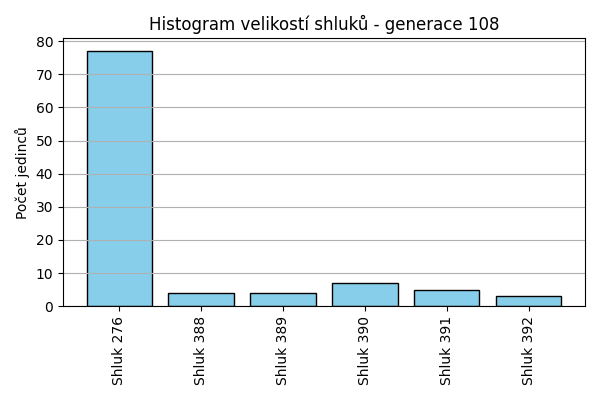 Histogram velikostí shluků - generace 108
80
70
60
50
40
30
20
10
0
Počet jedinců
Shluk 276
Shluk 388
Shluk 389
Shluk 390
Shluk 391
Shluk 392